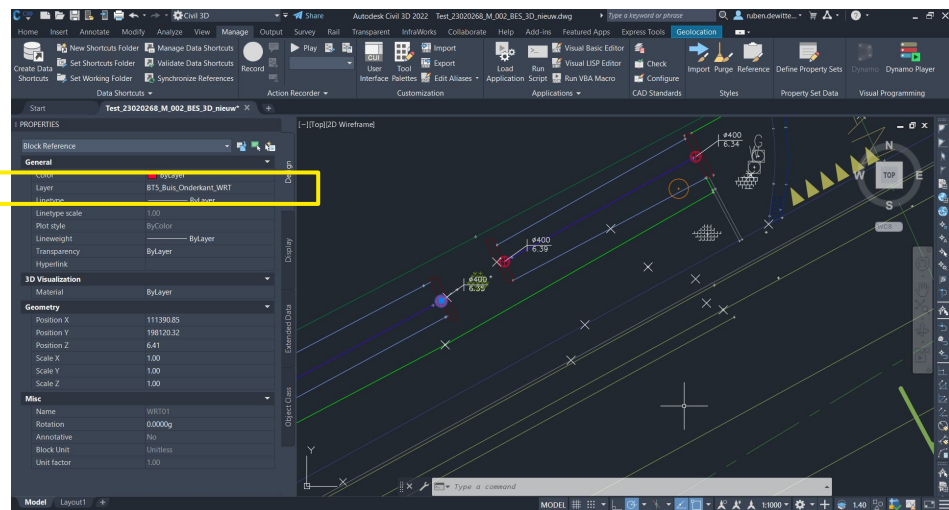 Civil 3D
Share
Autodesk Civil 3D 2022 Test_23020268_M_002_BES_3D_nieuw.dwg
Type a keyword or phrase
ruben.dewitte...
Home Insert Annotate Modify Analyze View Manage Output Survey Rail Transparent InfraWorks Collaborate Help Add-ins Featured Apps Express Tools Geolocation
Create Data Shortcuts
New Shortcuts Folder
Set Shortcuts Folder
Set Working Folder
Manage Data Shortcuts
Validate Data Shortcuts
Synchronize References
Record
Play
CUI
User Interface
Tool Palettes
Import
Export
Edit Aliases
Load Application
Run Script
Visual Basic Editor
Visual LISP Editor
Run VBA Macro
Check
Configure
Import
Purge
Reference
Define Property Sets
Dynamo
Dynamo Player
Data Shortcuts
Action Recorder
Customization
Applications
CAD Standards
Styles
Property Set Data
Visual Programming
Start
Test_23020268_M_002_BES_3D_nieuw*
PROPERTIES
Block Reference
General
Color ByLayer
Layer BT5_Buis_Onderkant_WRT
Linetype ByLayer
Linetype scale 1.00
Plot style ByColor
Lineweight ByLayer
Transparency ByLayer
Hyperlink
3D Visualization
Material ByLayer
Geometry
Position X 111390.85
Position Y 198120.32
Position Z 6.41
Scale X 1.00
Scale Y 1.00
Scale Z 1.00
Misc
Name WRT01
Rotation 0.0000g
Annotative No
Block Unit Unitless
Unit factor 1.00
Design
Display
Extended Data
Object Class
[-][Top][2D Wireframe]
ø400
6.34
ø400
6.39
ø400
6.35
N
W
TOP
E
S
WCS
Y
X
Type a command
Model Layout1 +
MODEL
1:1000
1.40